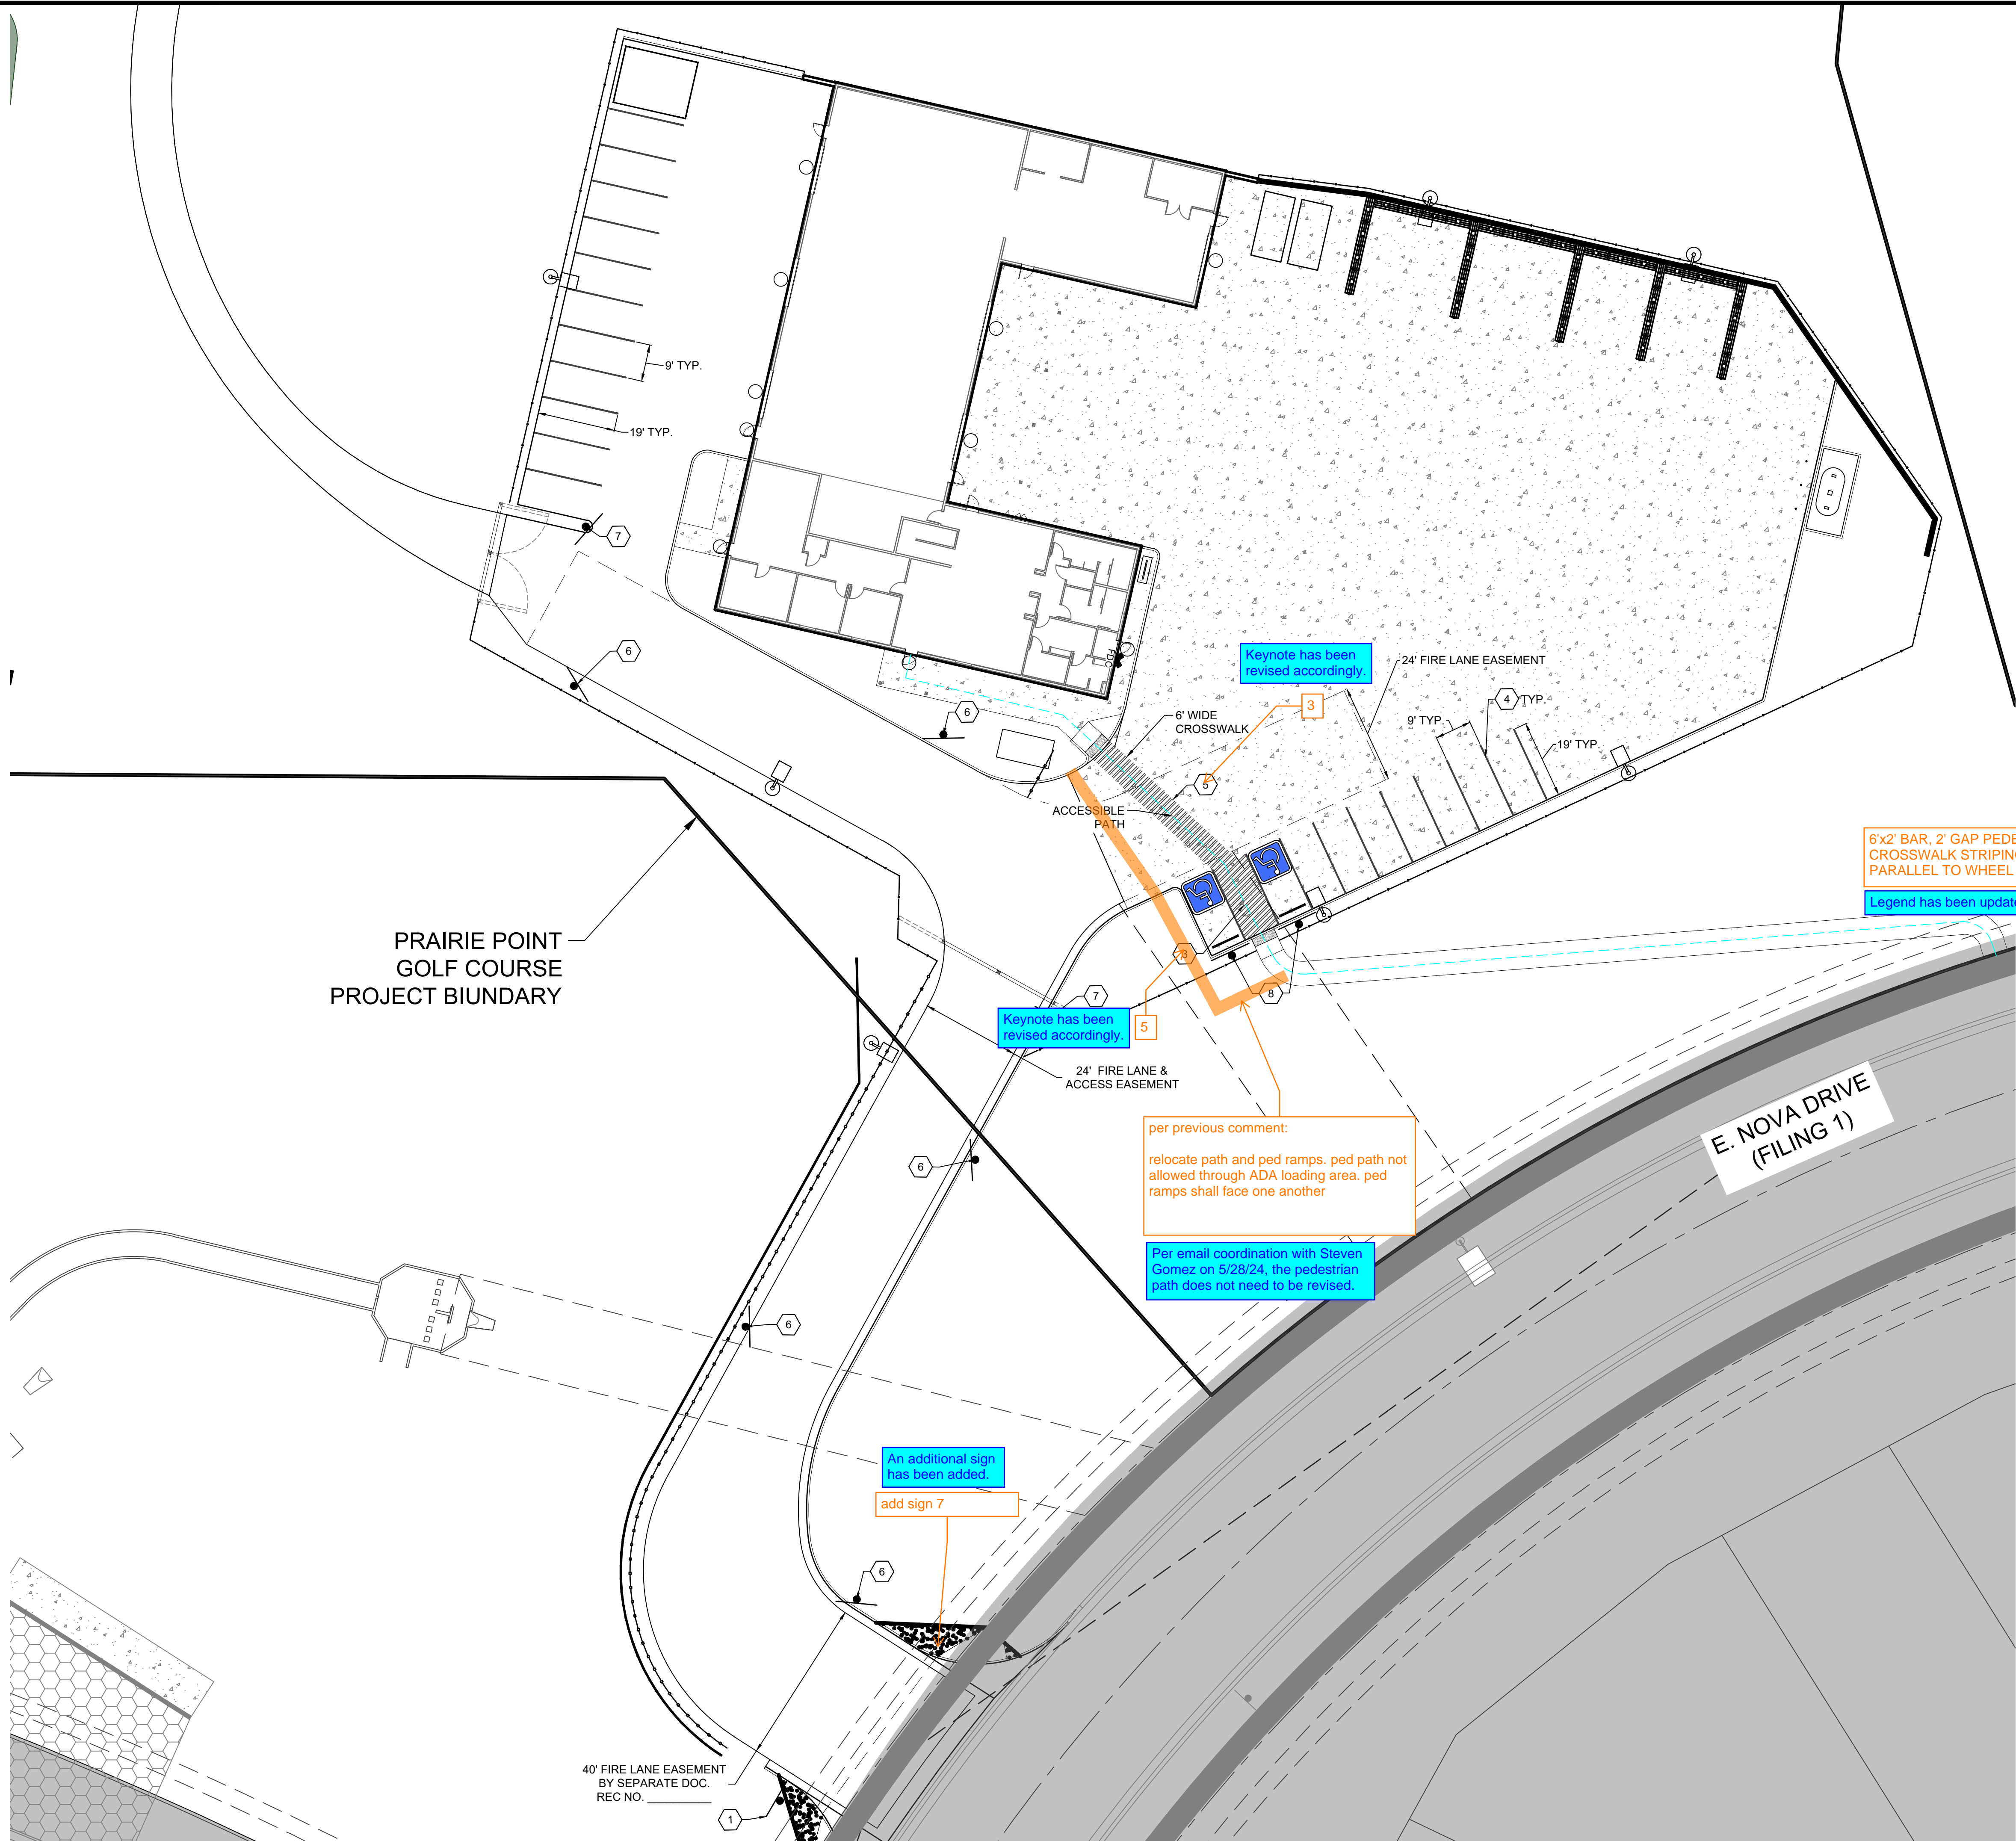 9' TYP.
19' TYP.
7
6
6
FDC
Keynote has been
revised accordingly.
3
24' FIRE LANE EASEMENT
4
TYP.
9' TYP.
19' TYP.
6' WIDE
CROSSWALK
5
ACCESSIBLE
PATH
6'x2' BAR, 2' GAP
CROSSWALK
PARALLEL TO WHEEL
Legend has been
PRAIRIE POINT
GOLF COURSE
PROJECT BIUNDARY
3
8
7
Keynote has been
revised accordingly.
5
24' FIRE LANE &
ACCESS EASEMENT
per previous comment:
relocate path and ped ramps. ped path not
allowed through ADA loading area. ped
ramps shall face one another
Per email coordination with Steven
Gomez on 5/28/24, the pedestrian
path does not need to be revised.
E. NOVA DRIVE
(FILING 1)
6
6
An additional sign
has been added.
add sign 7
6
40' FIRE LANE EASEMENT
BY SEPARATE DOC.
REC NO. __________
1